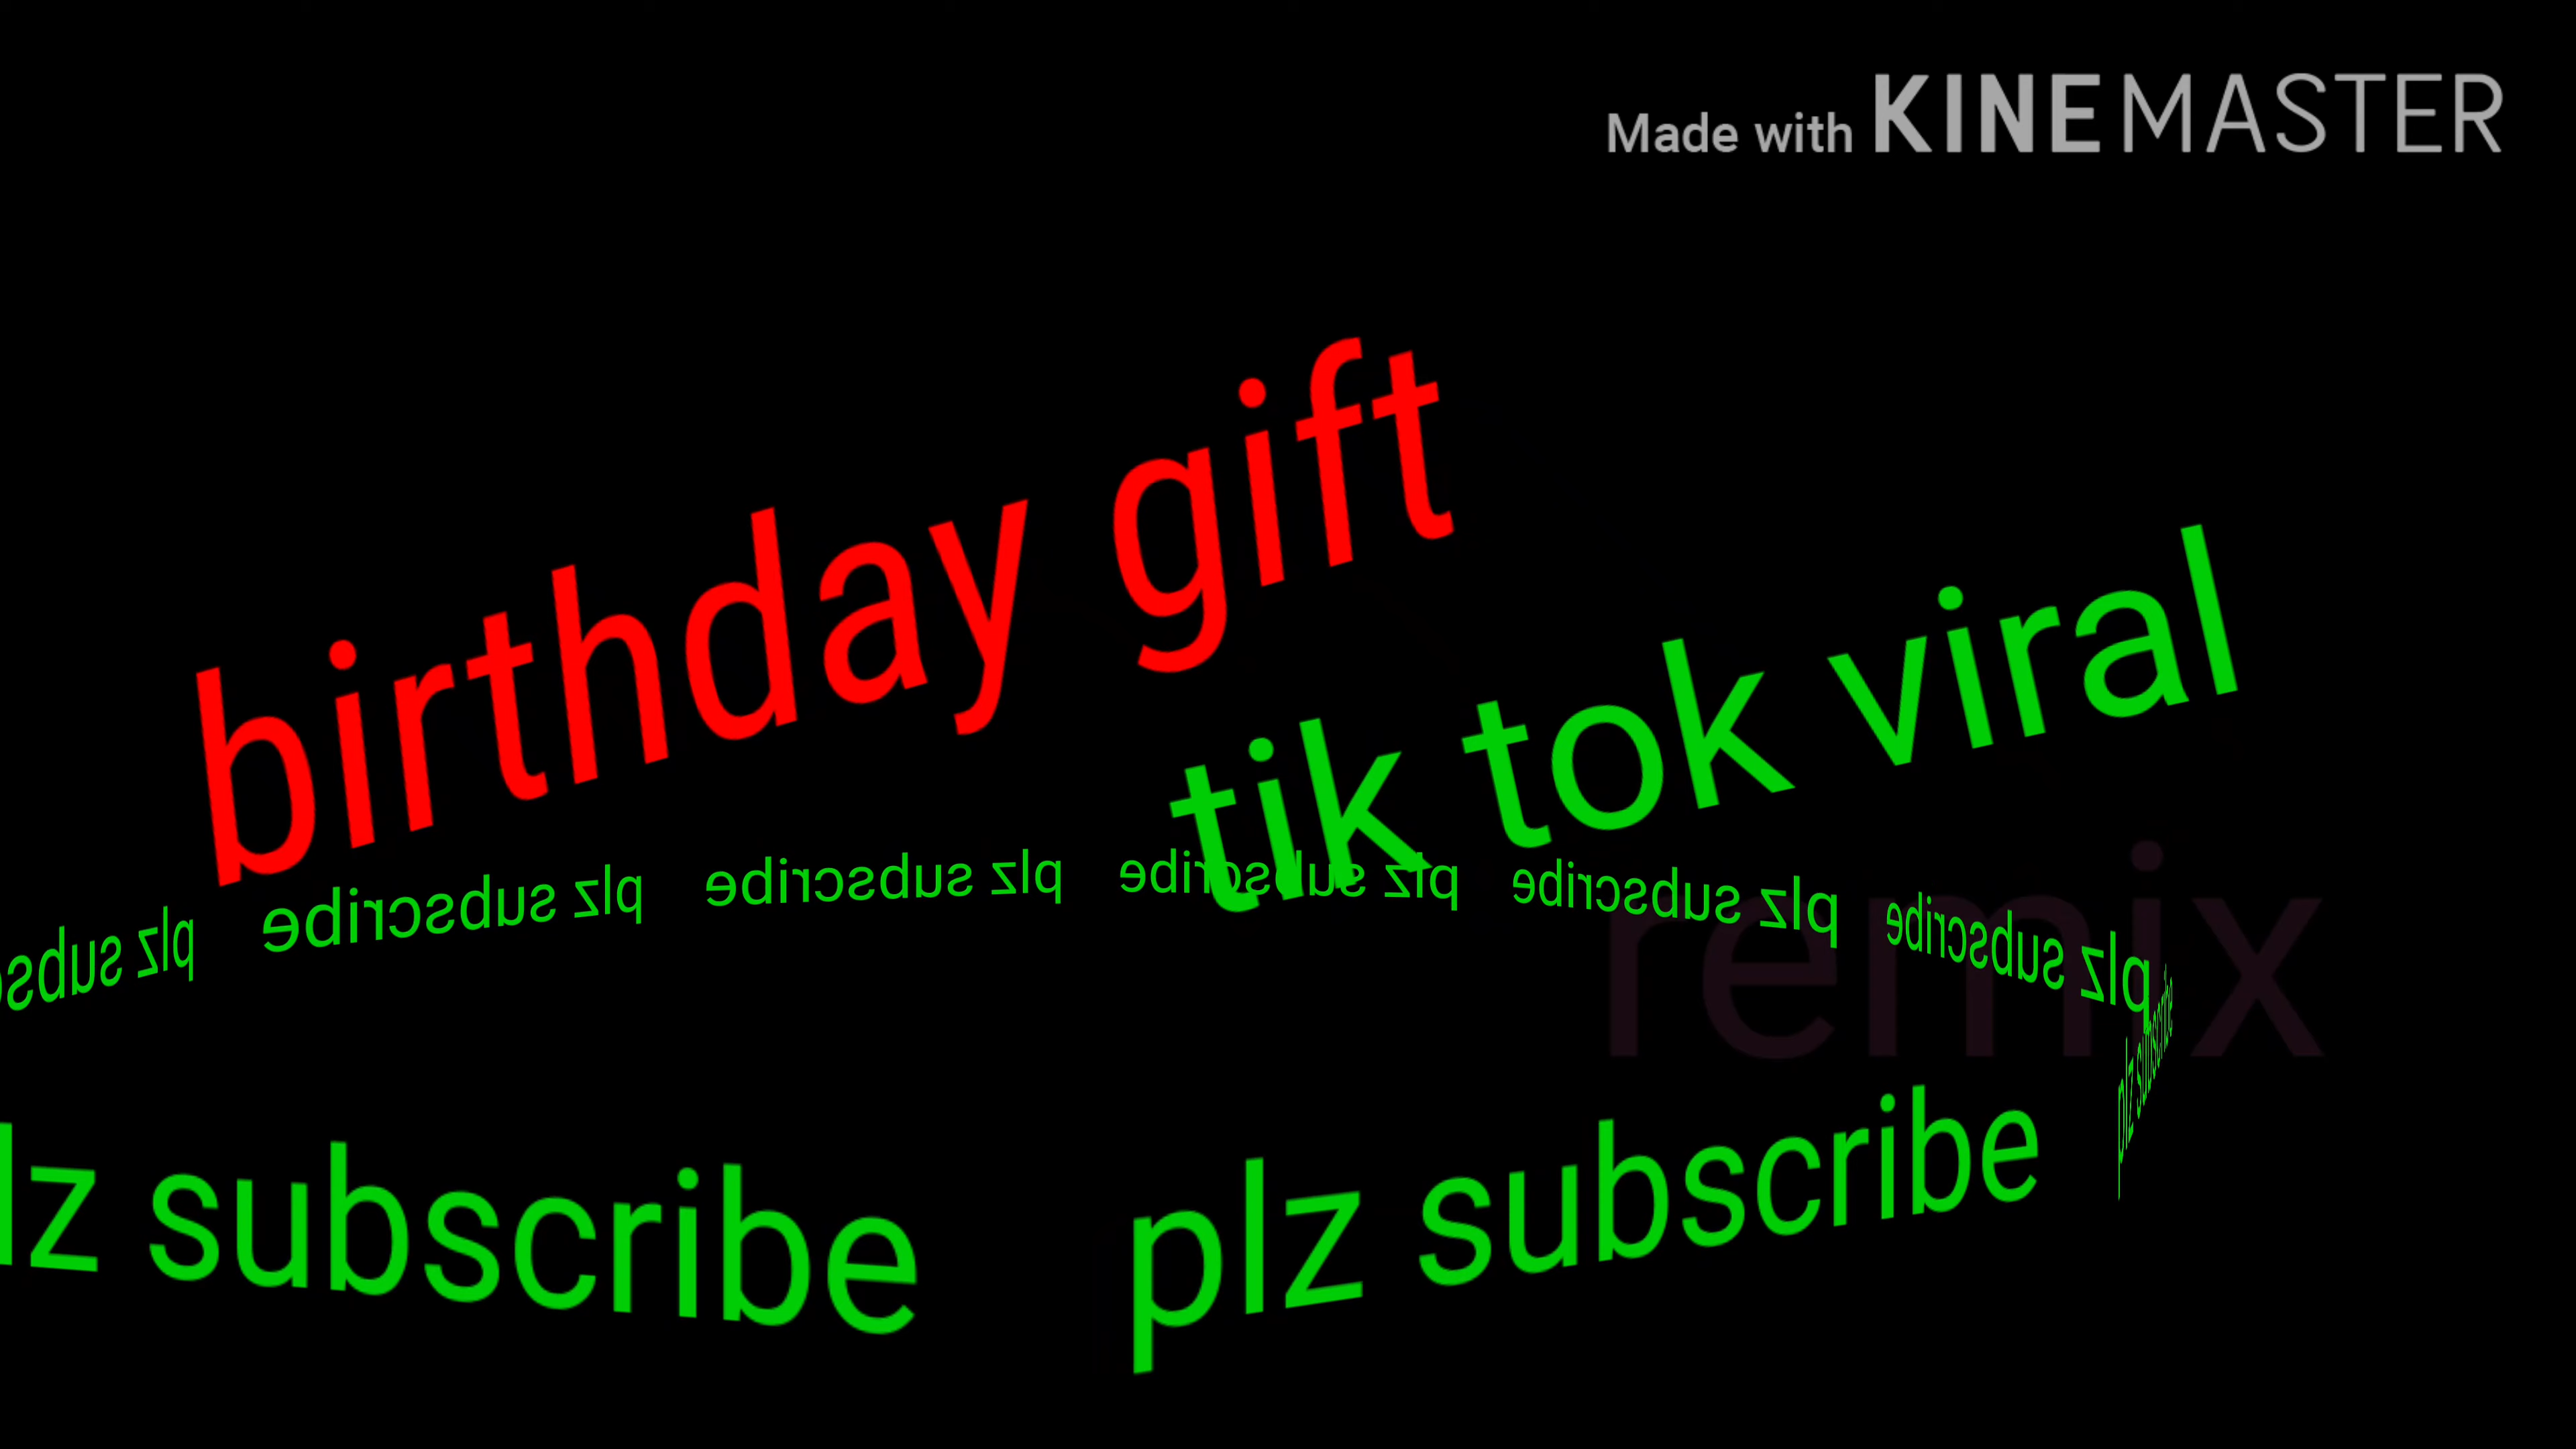 Made with KINEMASTER
birthday gift
tik tok viral
plz subscribe plz subscribe plz subscribe plz subscribe plz subscribe
plz subscribe
remix
lz subscribe plz subscribe